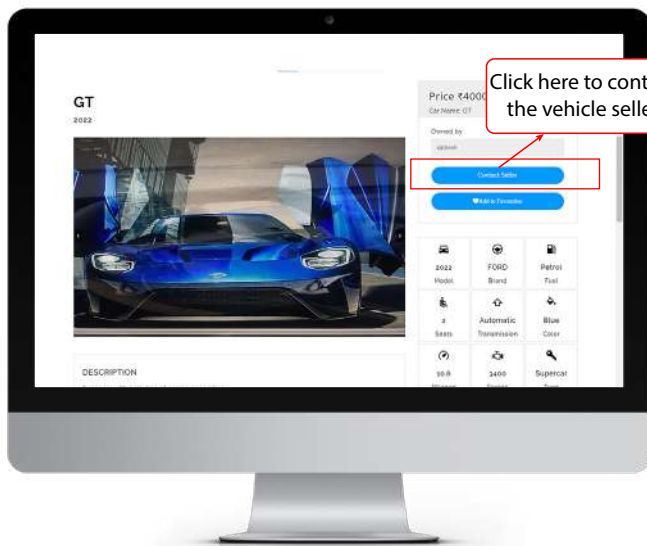 GT
2022
Click here to cont
the vehicle selle
Price ₹4000
Car Name: GT
Owned by
Contact Seller
Add to Favourites
2022
Model
FORD
Brand
Petrol
Fuel
2
Seats
Automatic
Transmission
Blue
Color
10.8
3400
Supercar
DESCRIPTION